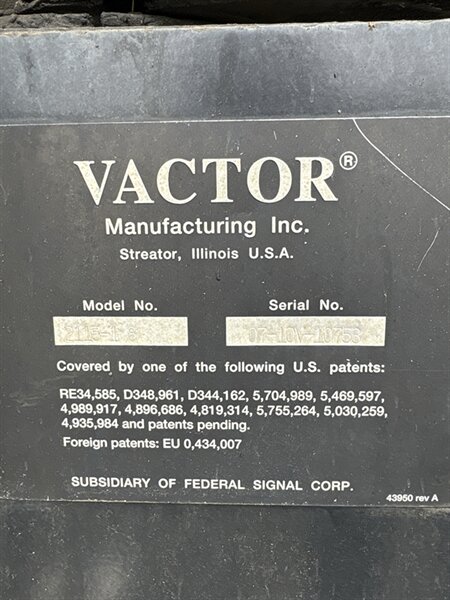 VACTOR®
Manufacturing Inc.
Streator, Illinois U.S.A.
Model No. Serial No.
Covered by one of the following U.S. patents:
RE34,585, D348,961, D344,162, 5,704,989, 5,469,597,
4,989,917, 4,896,686, 4,819,314, 5,755,264, 5,030,259,
4,935,984 and patents pending.
Foreign patents: EU 0,434,007
SUBSIDIARY OF FEDERAL SIGNAL CORP.
43950 rev A